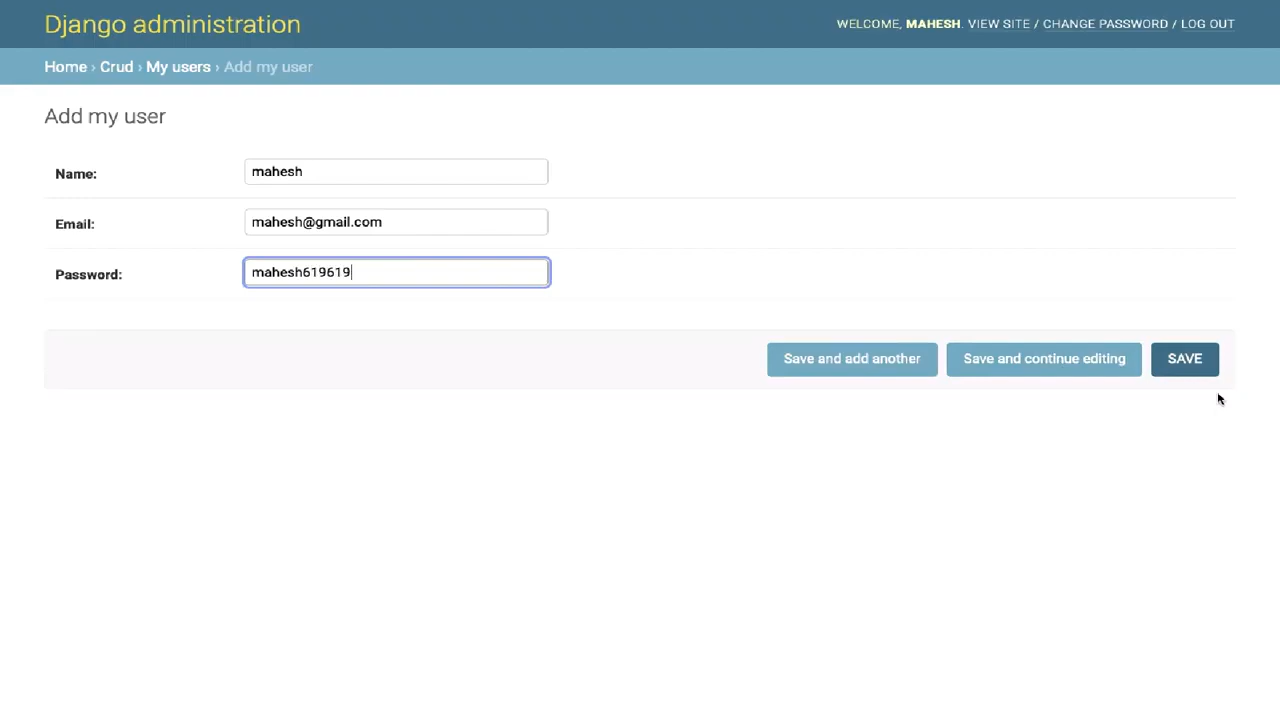 Django administration
WELCOME, MAHESH. VIEW SITE / CHANGE PASSWORD / LOG OUT
Home › Crud › My users › Add my user
Add my user
Name: mahesh
Email: mahesh@gmail.com
Password: mahesh619619
Save and add another Save and continue editing SAVE